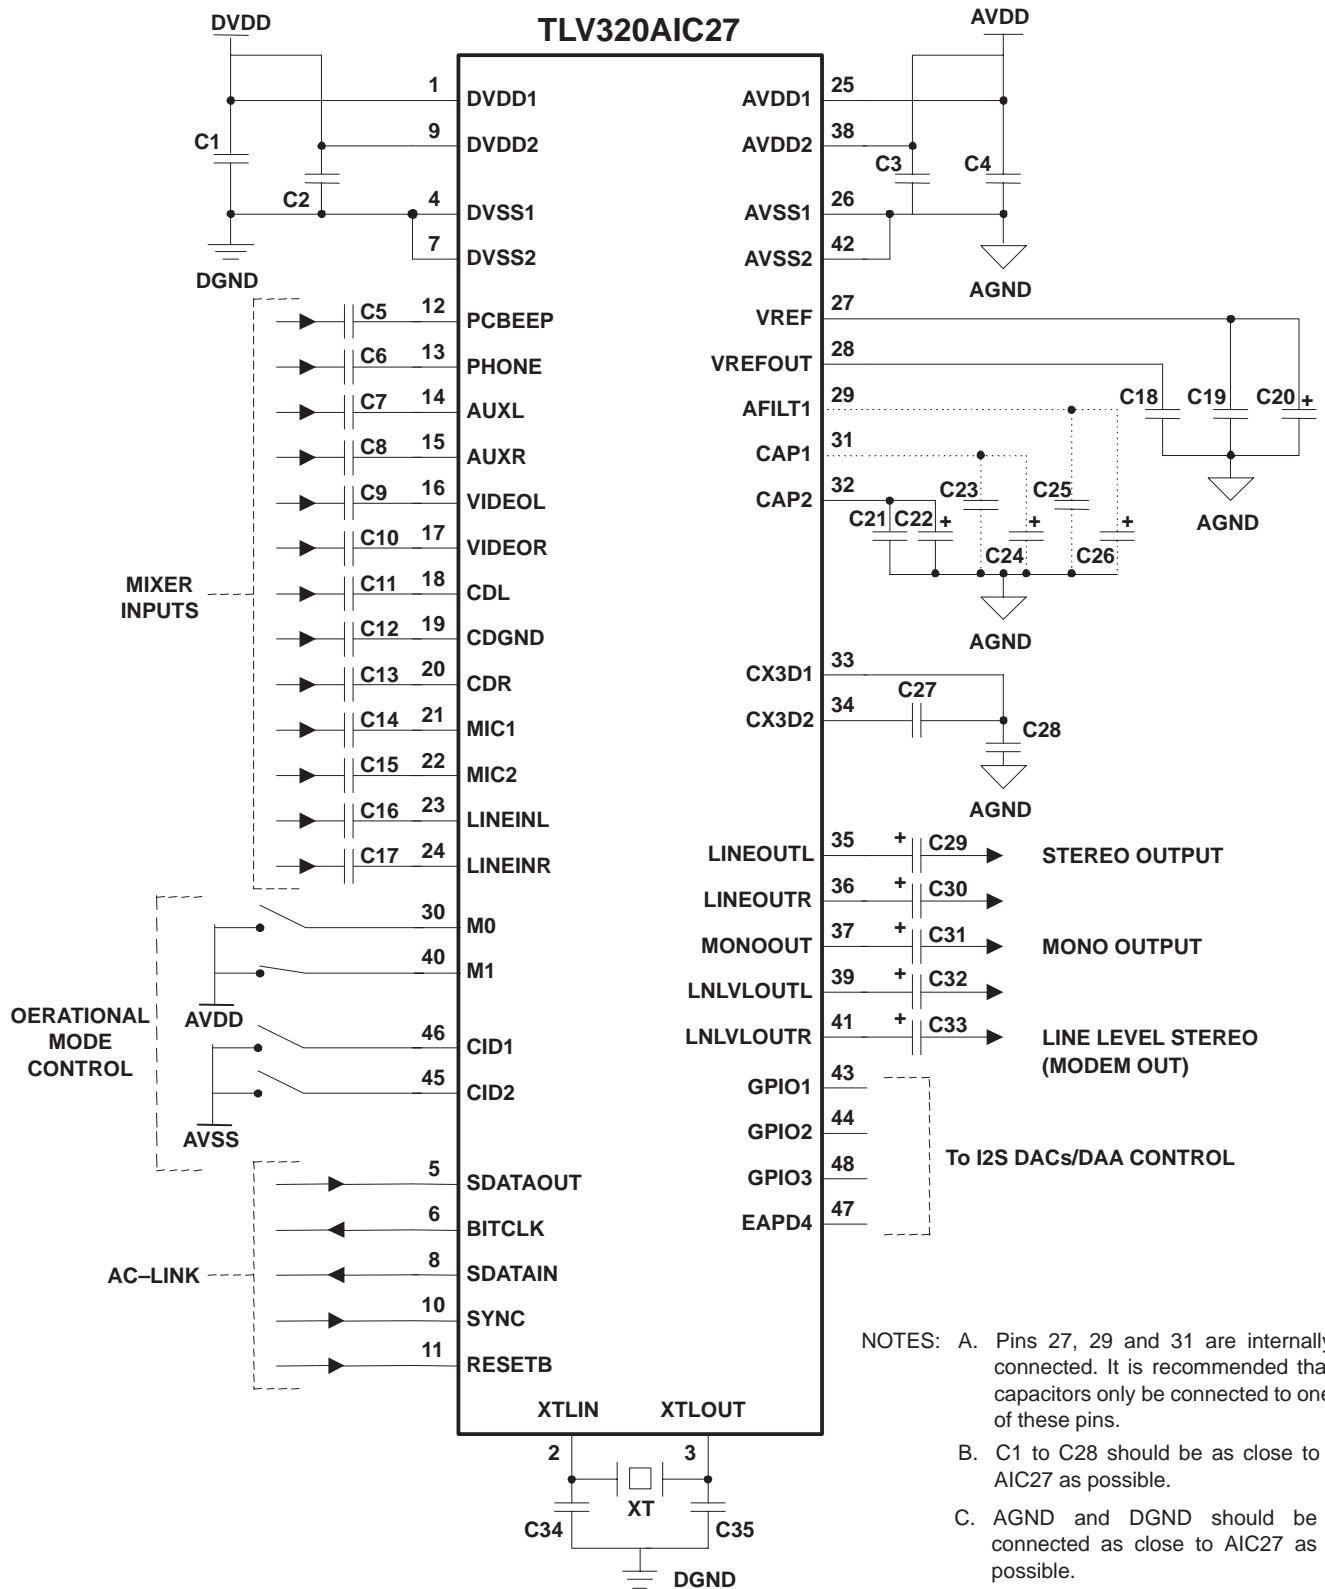 TLV320AIC27
DVDD
AVDD
1
DVDD1
9
DVDD2
C1
C2
4
DVSS1
7
DVSS2
DGND
25
AVDD1
38
AVDD2
C3
C4
26
AVSS1
42
AVSS2
AGND
MIXER
INPUTS
C5
12
PCBEEP
C6
13
PHONE
C7
14
AUXL
C8
15
AUXR
C9
16
VIDEOL
C10
17
VIDEOR
C11
18
CDL
C12
19
CDGND
C13
20
CDR
C14
21
MIC1
C15
22
MIC2
C16
23
LINEINL
C17
24
LINEINR
27
VREF
28
VREFOUT
29
AFILT1
31
CAP1
32
CAP2
C18
C19
C20
+
AGND
C21
C22
+
C23
C24
+
C25
C26
+
AGND
33
CX3D1
34
CX3D2
C27
C28
AGND
OERATIONAL
MODE
CONTROL
30
M0
40
M1
AVDD
46
CID1
45
CID2
AVSS
35
LINEOUTL
+
C29
STEREO OUTPUT
36
LINEOUTR
+
C30
37
MONOOUT
+
C31
MONO OUTPUT
39
LNLVLOUTL
+
C32
41
LNLVLOUTR
+
C33
LINE LEVEL STEREO
(MODEM OUT)
43
GPIO1
44
GPIO2
48
GPIO3
47
EAPD4
To I2S DACs/DAA CONTROL
AC–LINK
5
SDATAOUT
6
BITCLK
8
SDATAIN
10
SYNC
11
RESETB
XTLIN
XTLOUT
2
3
XT
C34
C35
DGND
NOTES: A. Pins 27, 29 and 31 are internally
connected. It is recommended tha
capacitors only be connected to one
of these pins.
B. C1 to C28 should be as close to
AIC27 as possible.
C. AGND and DGND should be
connected as close to AIC27 as
possible.